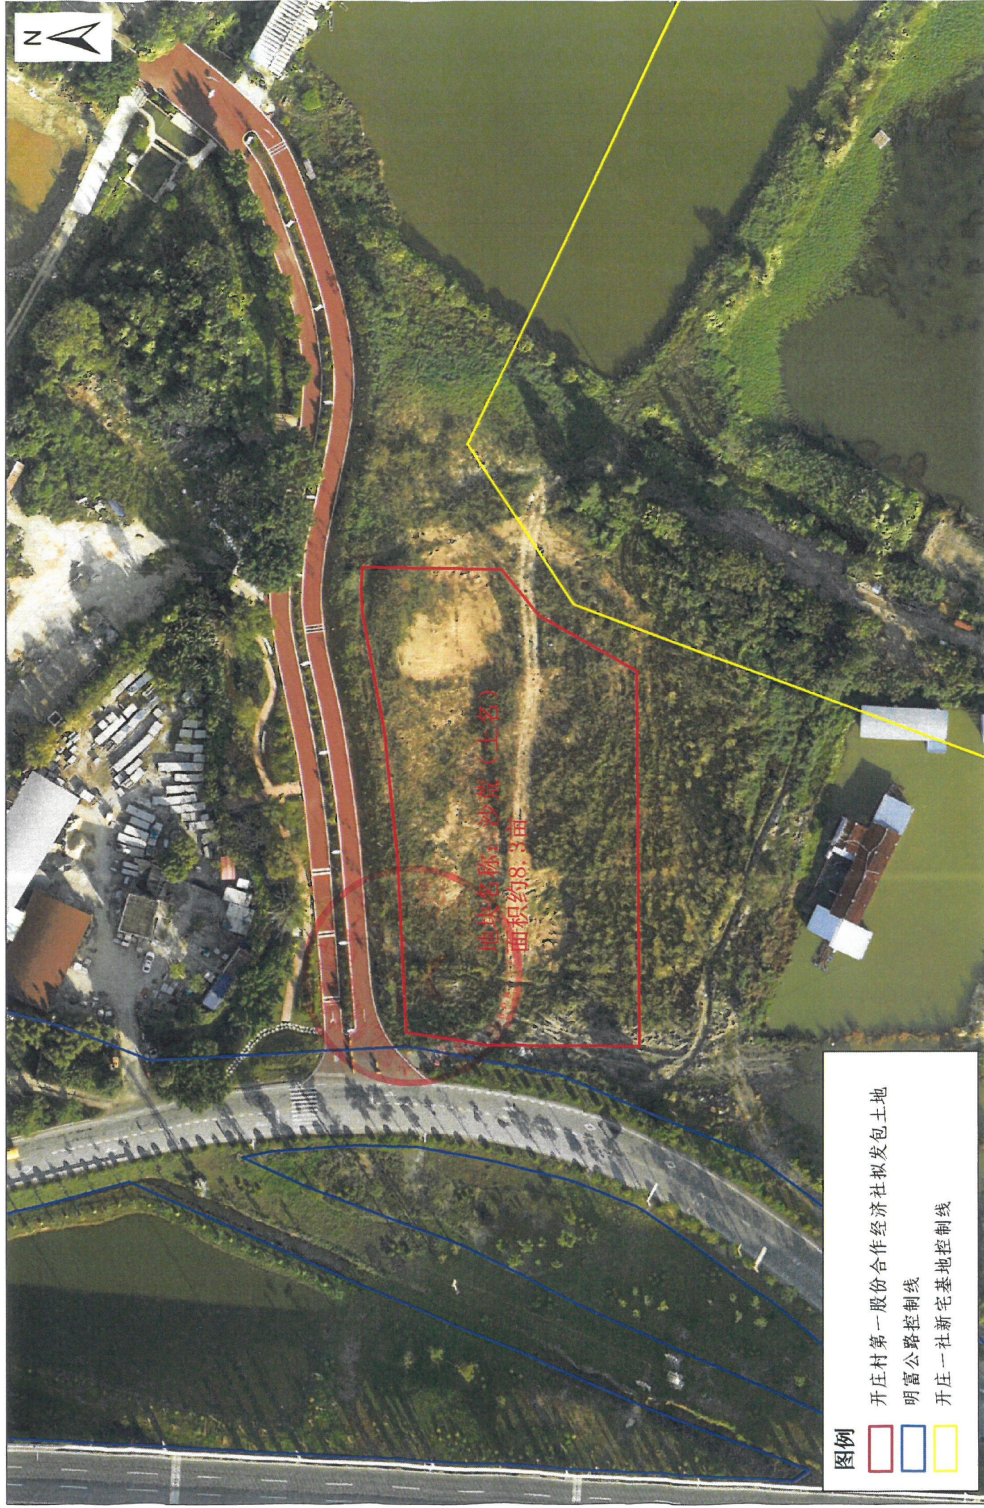 N
地块名称：沙㘵（土名）
面积约8.3亩
图例
开庄村第一股份合作经济社拟发包土地
明富公路控制线
开庄一社新宅基地控制线